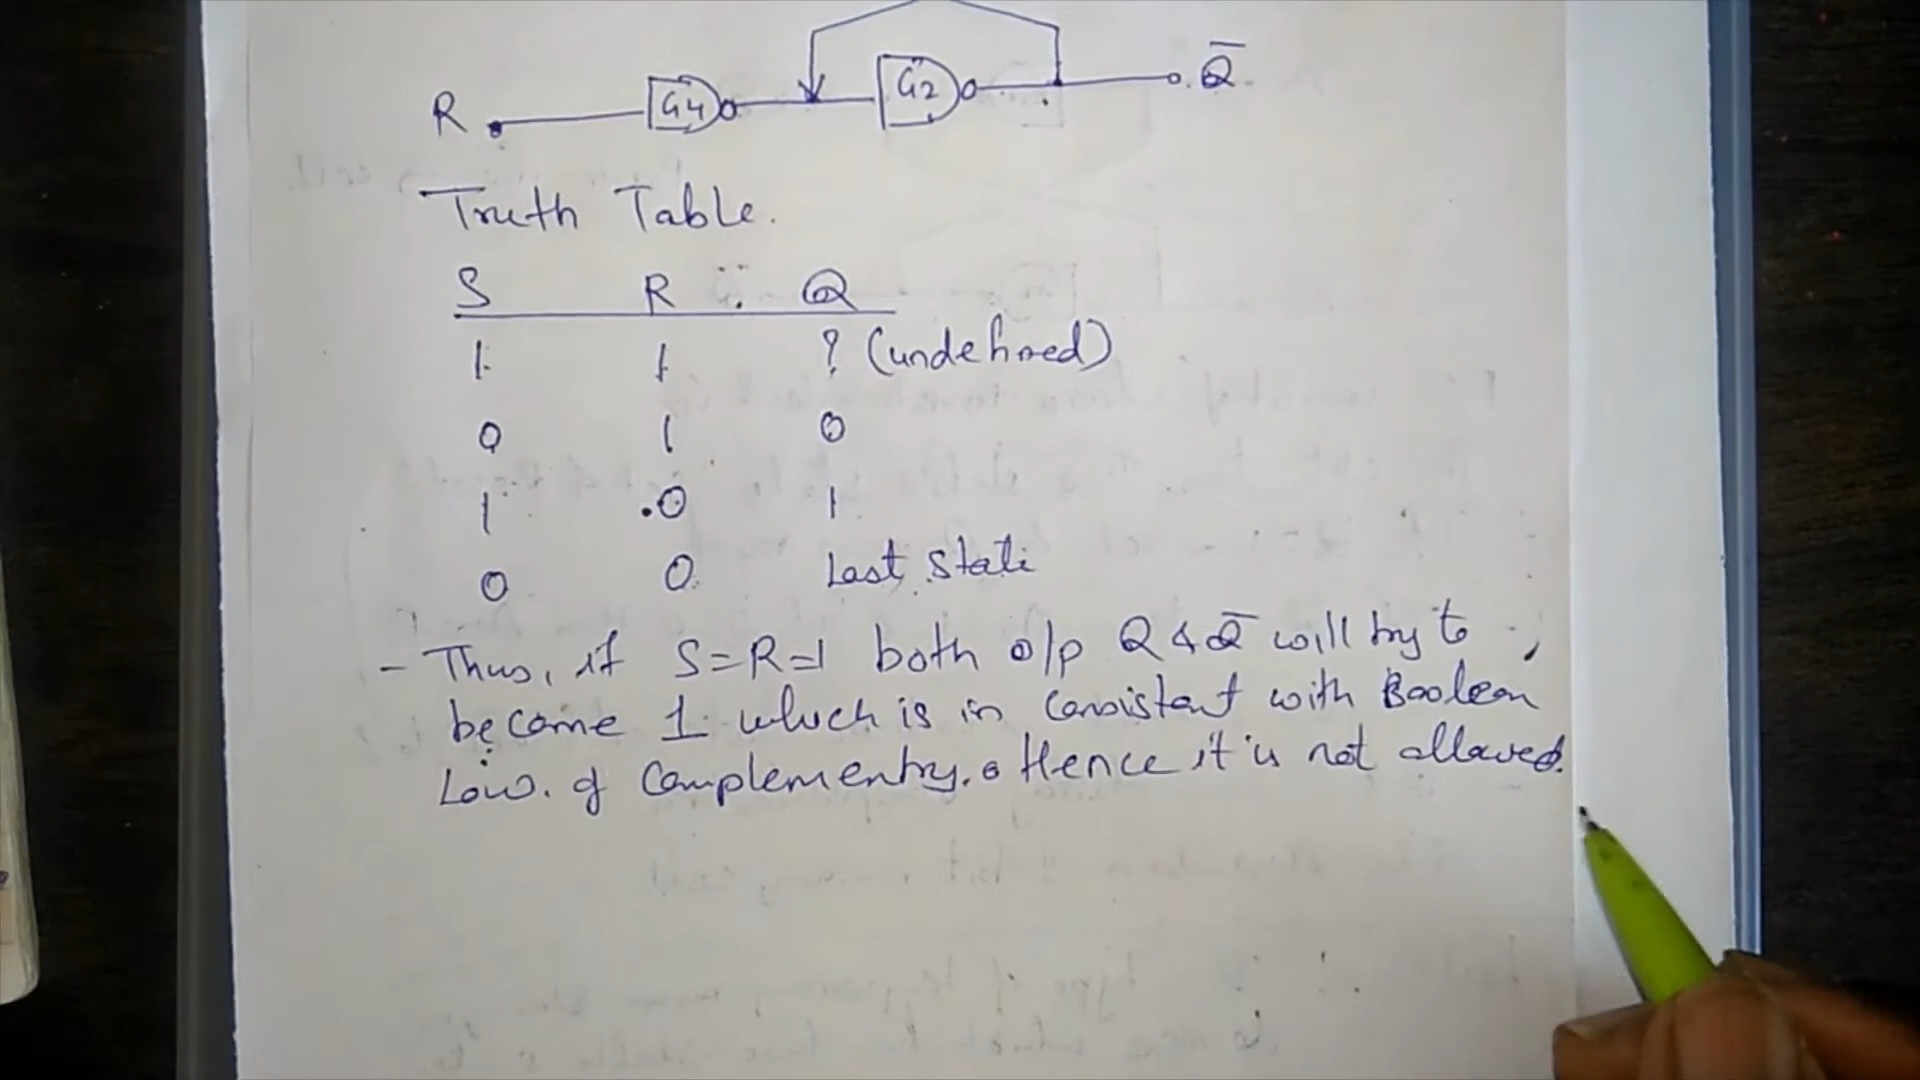 R G4 G2 Q̅
Truth Table.
S R Q
1 1 ? (undefined)
0 1 0
1 0 1
0 0 Last State
- Thus, if S=R=1 both o/p Q & Q̅ will try to
become 1 which is in consistant with Boolean
Low. of Complementry. Hence it is not allowed.